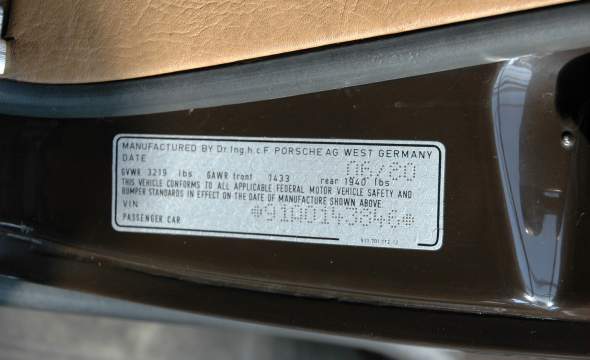 MANUFACTURED BY Dr.Ing.h.c.F. PORSCHE AG WEST GERMANY
DATE 06/80
GVWR 3219 lbs GAWR front 1433 rear 1940 lbs
THIS VEHICLE CONFORMS TO ALL APPLICABLE FEDERAL MOTOR VEHICLE SAFETY AND
BUMPER STANDARDS IN EFFECT ON THE DATE OF MANUFACTURE SHOWN ABOVE.
VIN *91D0143846*
PASSENGER CAR